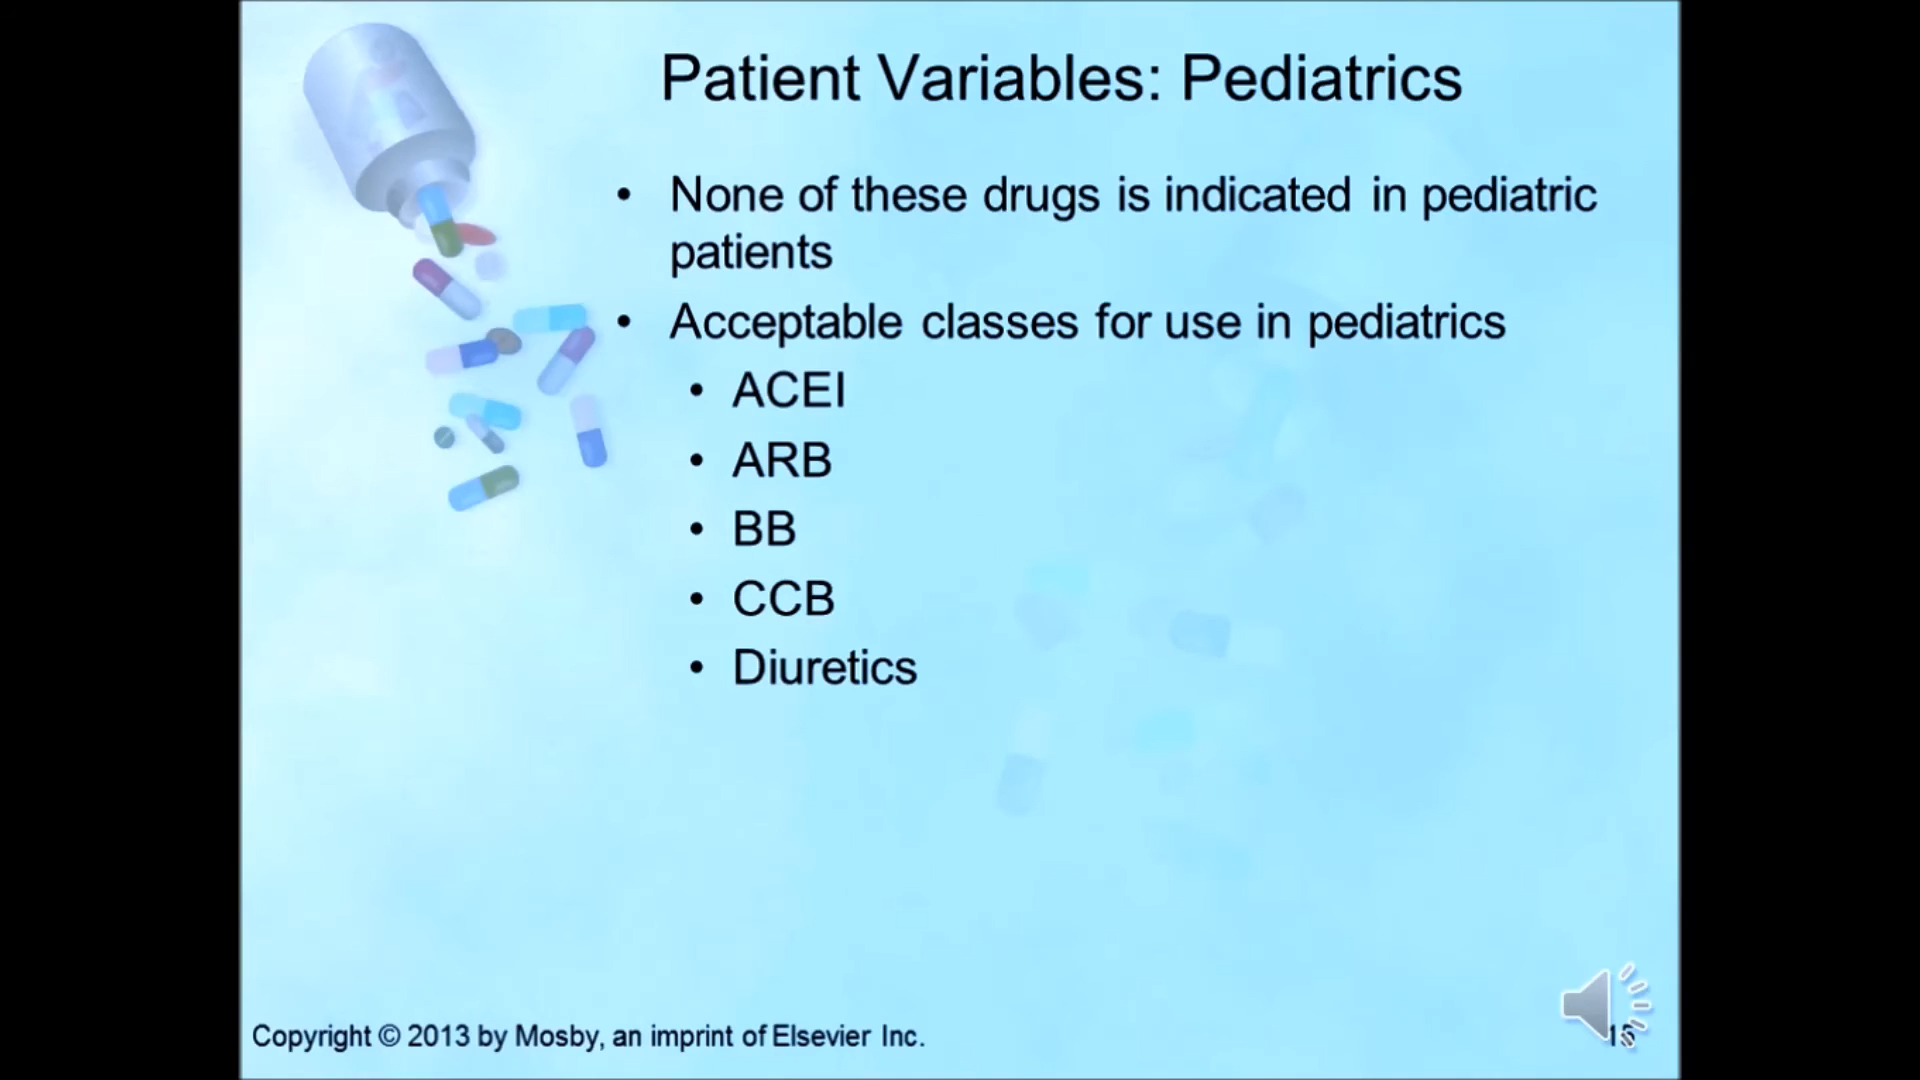 Patient Variables: Pediatrics
• None of these drugs is indicated in pediatric
patients
• Acceptable classes for use in pediatrics
• ACEI
• ARB
• BB
• CCB
• Diuretics
Copyright © 2013 by Mosby, an imprint of Elsevier Inc.